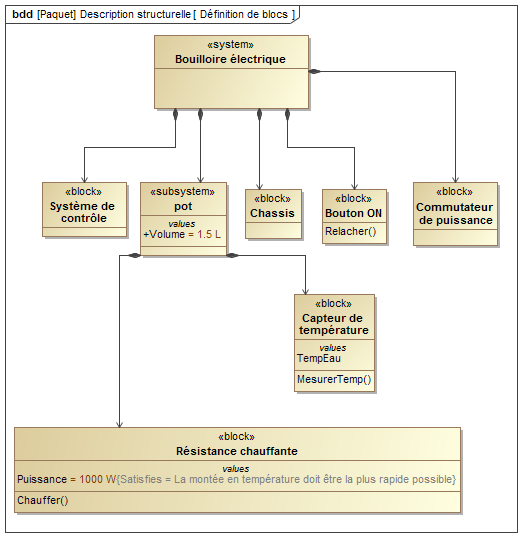 bdd [Paquet] Description structurelle [ Définition de blocs ]
«system»
Bouilloire électrique
«block»
Système de
contrôle
«subsystem»
pot
values
+Volume = 1.5 L
«block»
Chassis
«block»
Bouton ON
Relacher()
«block»
Commutateur
de puissance
«block»
Capteur de
température
values
TempEau
MesurerTemp()
«block»
Résistance chauffante
values
Puissance = 1000 W{Satisfies = La montée en température doit être la plus rapide possible}
Chauffer()